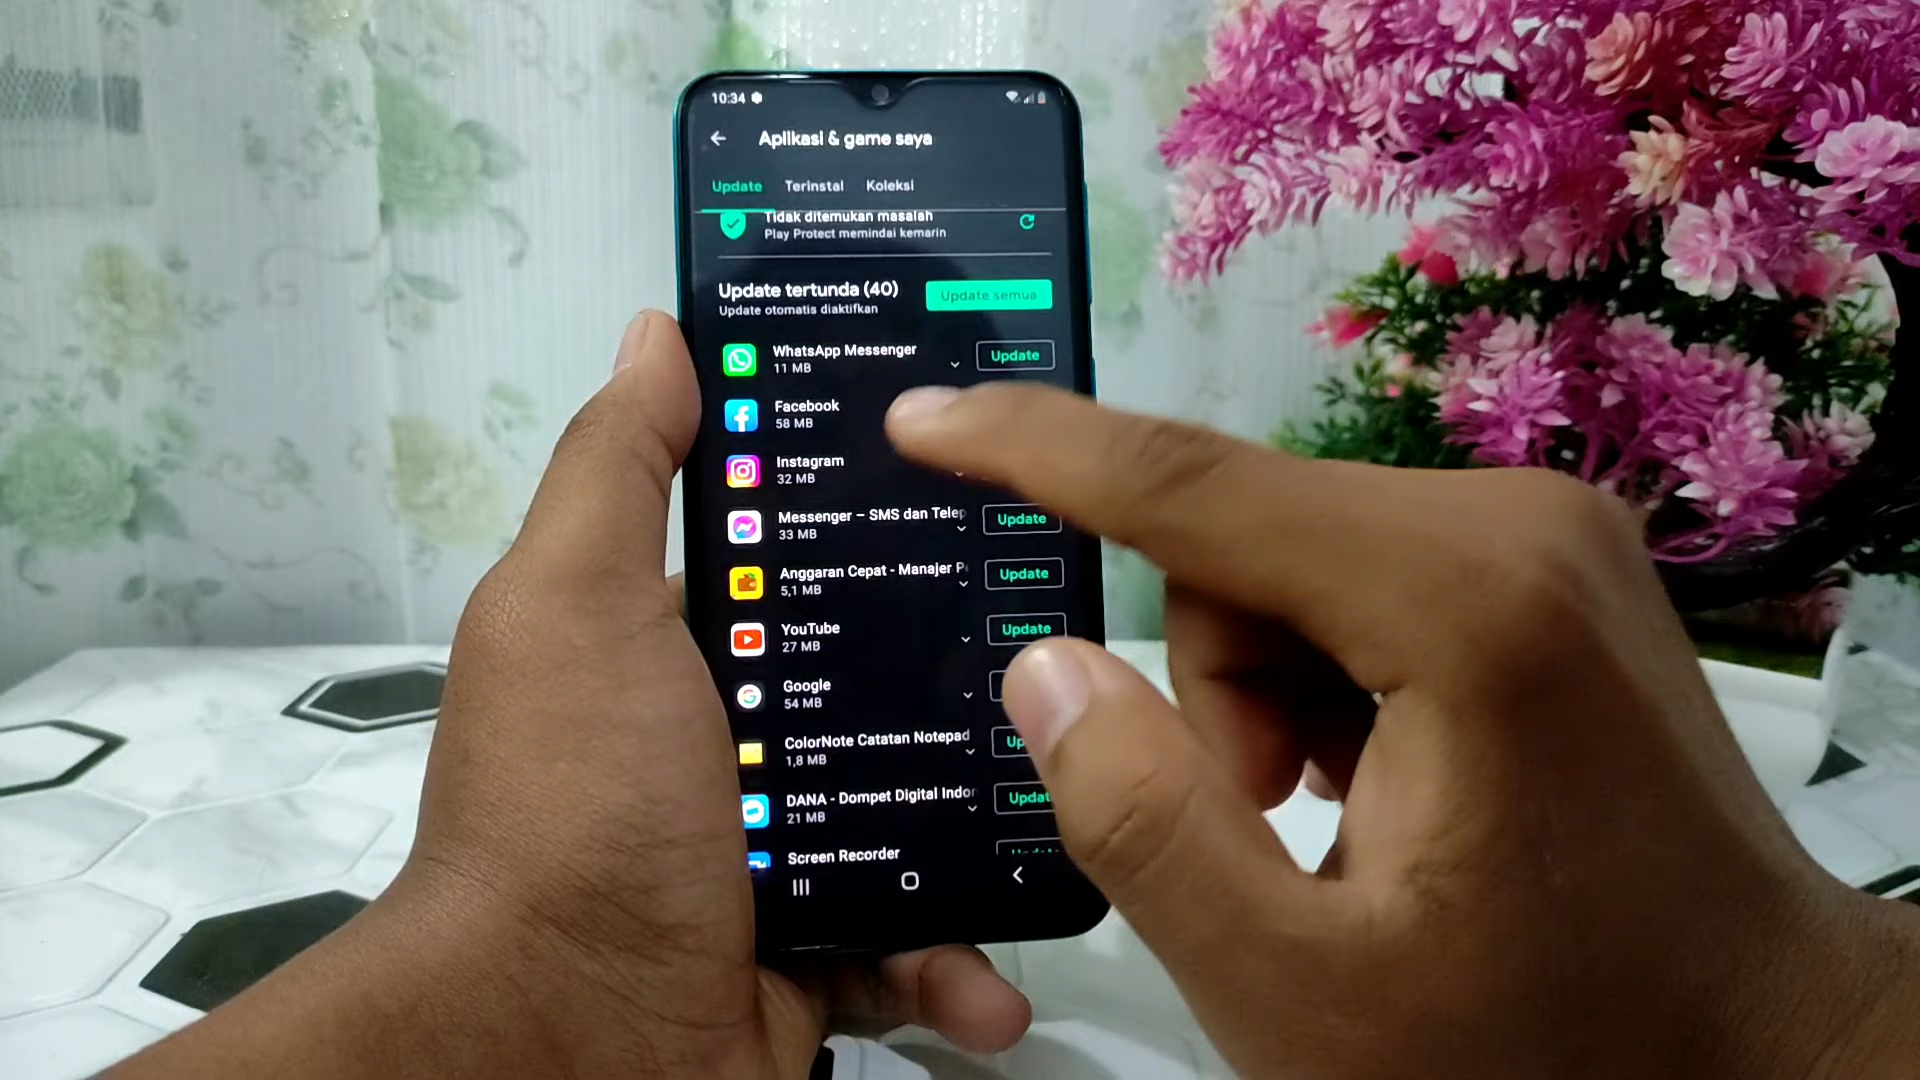 10:34
Aplikasi & game saya
Update Terinstal Koleksi
Tidak ditemukan masalah
Play Protect memindai kemarin
Update tertunda (40)
Update semua
Update otomatis diaktifkan
WhatsApp Messenger
11 MB
Update
Facebook
58 MB
Instagram
32 MB
Messenger – SMS dan Telep
33 MB
Update
Anggaran Cepat - Manajer P
5,1 MB
Update
YouTube
27 MB
Update
Google
54 MB
ColorNote Catatan Notepad
1,8 MB
Up
DANA - Dompet Digital Indon
21 MB
Updat
Screen Recorder